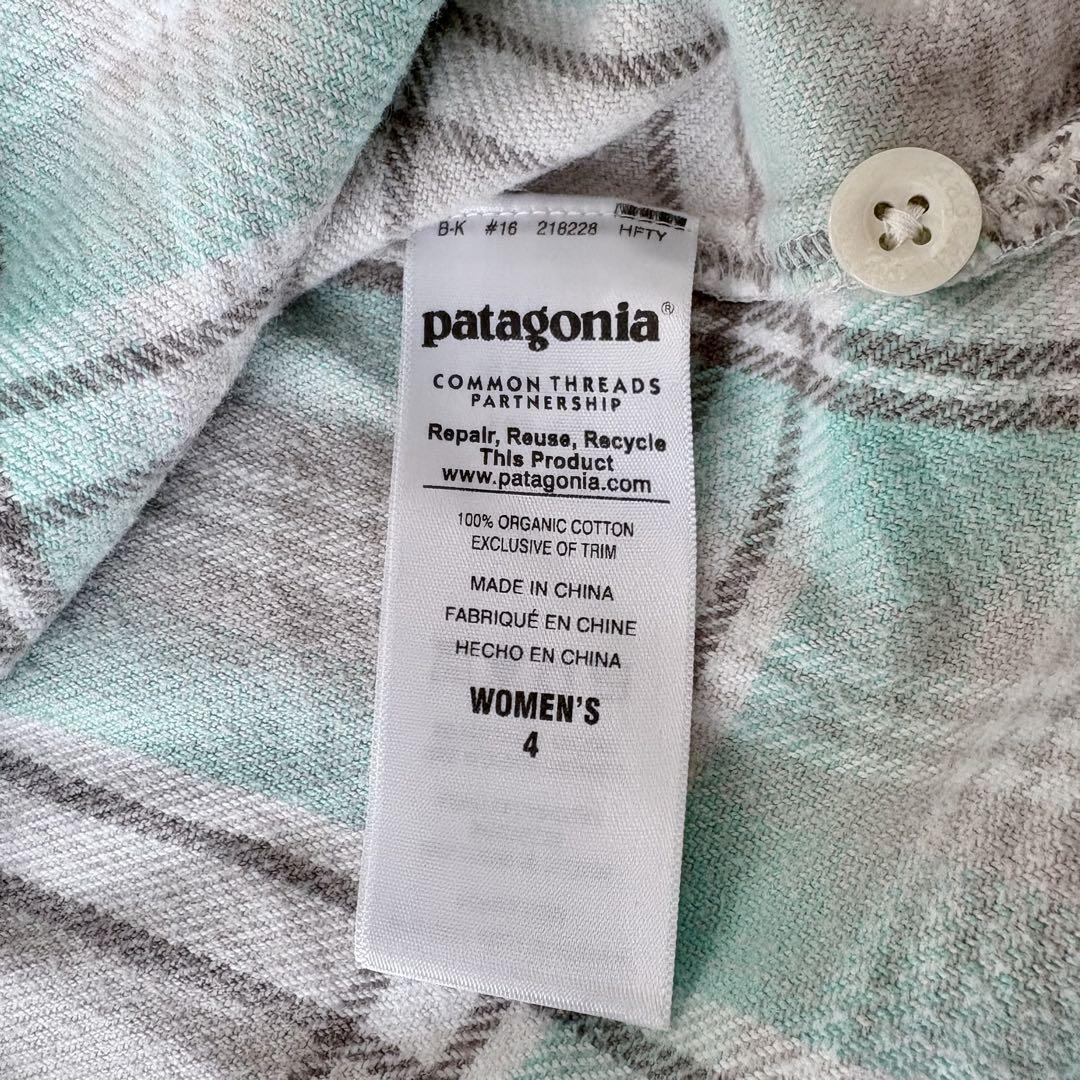 B-K #16 218228 HFTY
patagonia®
COMMON THREADS
PARTNERSHIP
Repair, Reuse, Recycle
This Product
www.patagonia.com
100% ORGANIC COTTON
EXCLUSIVE OF TRIM
MADE IN CHINA
FABRIQUÉ EN CHINE
HECHO EN CHINA
WOMEN'S
4